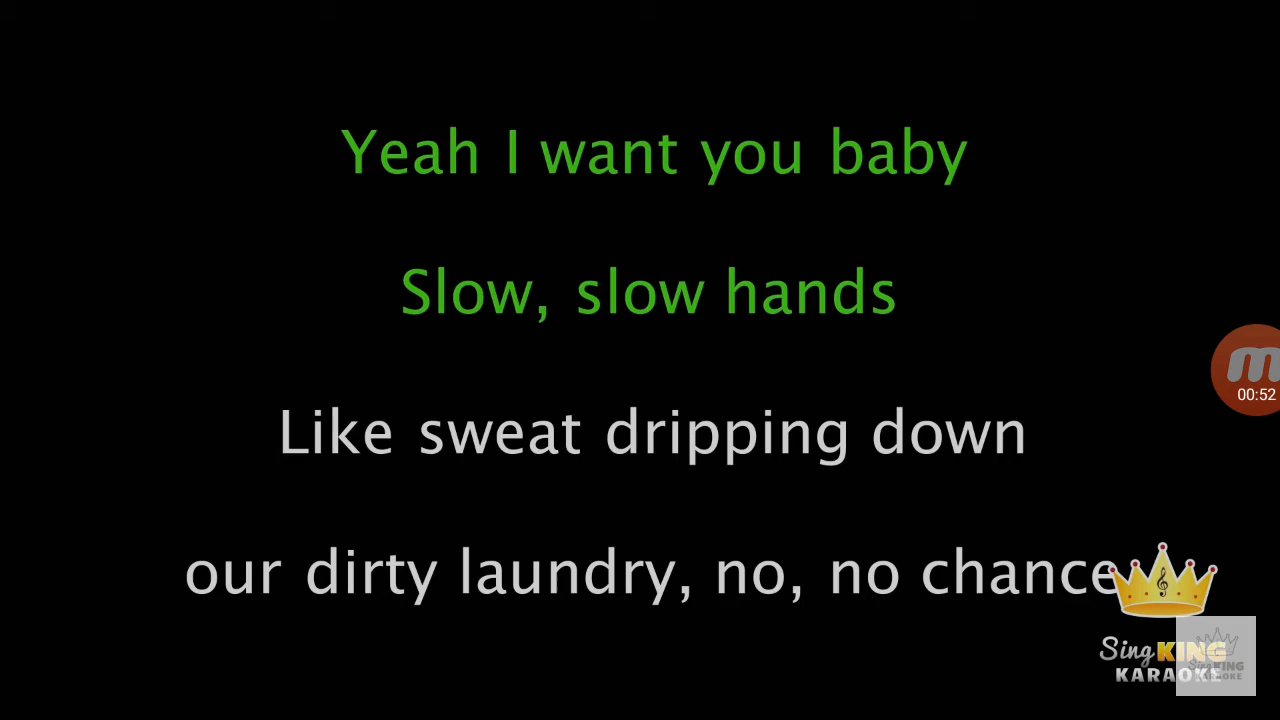 Yeah I want you baby
Slow, slow hands
Like sweat dripping down
our dirty laundry, no, no chance
00:52
Sing KING
KARAOKE